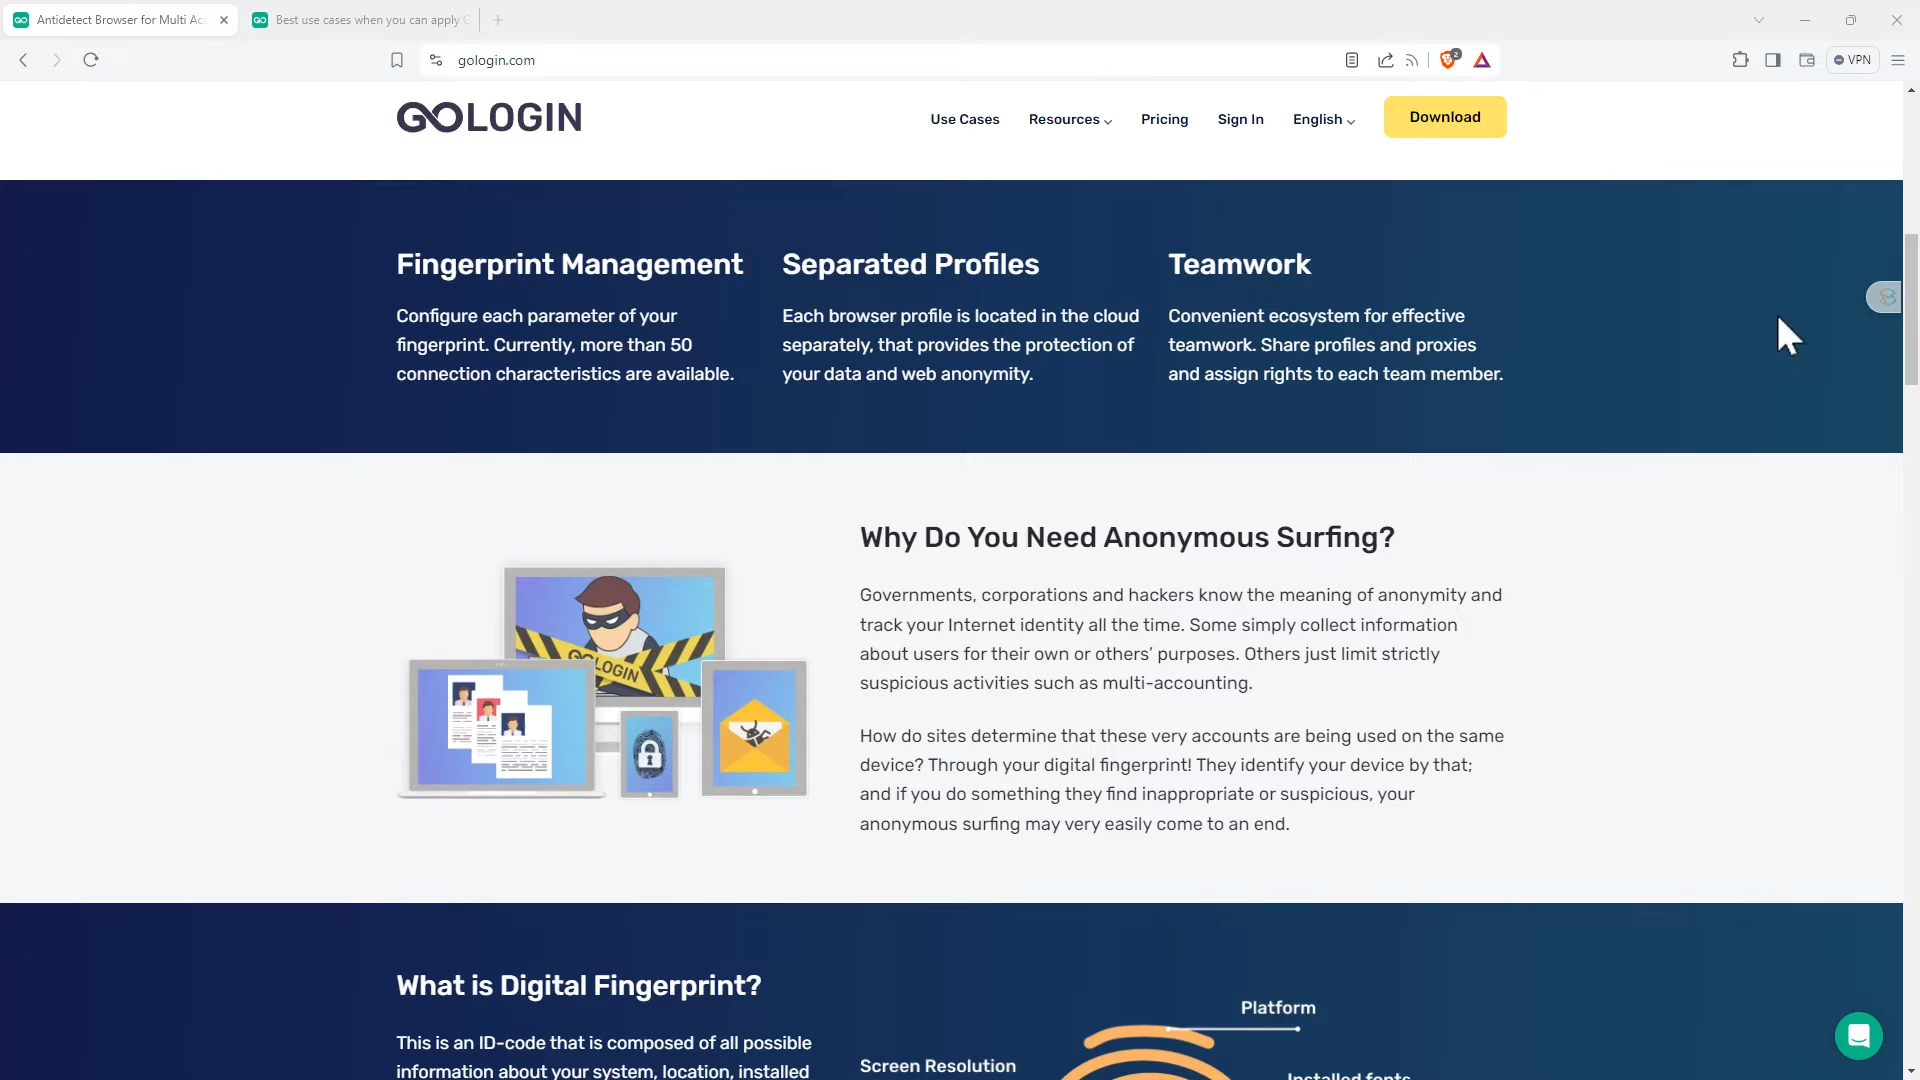 Antidetect Browser for Multi Acc
Best use cases when you can apply G
gologin.com
2
VPN
GOLOGIN
Use Cases
Resources
Pricing
Sign In
English
Download
Fingerprint Management
Configure each parameter of your
fingerprint. Currently, more than 50
connection characteristics are available.
Separated Profiles
Each browser profile is located in the cloud
separately, that provides the protection of
your data and web anonymity.
Teamwork
Convenient ecosystem for effective
teamwork. Share profiles and proxies
and assign rights to each team member.
GOLOGIN
Why Do You Need Anonymous Surfing?
Governments, corporations and hackers know the meaning of anonymity and
track your Internet identity all the time. Some simply collect information
about users for their own or others’ purposes. Others just limit strictly
suspicious activities such as multi-accounting.
How do sites determine that these very accounts are being used on the same
device? Through your digital fingerprint! They identify your device by that;
and if you do something they find inappropriate or suspicious, your
anonymous surfing may very easily come to an end.
What is Digital Fingerprint?
This is an ID-code that is composed of all possible
information about your system, location, installed
Platform
Screen Resolution
Installed fonts